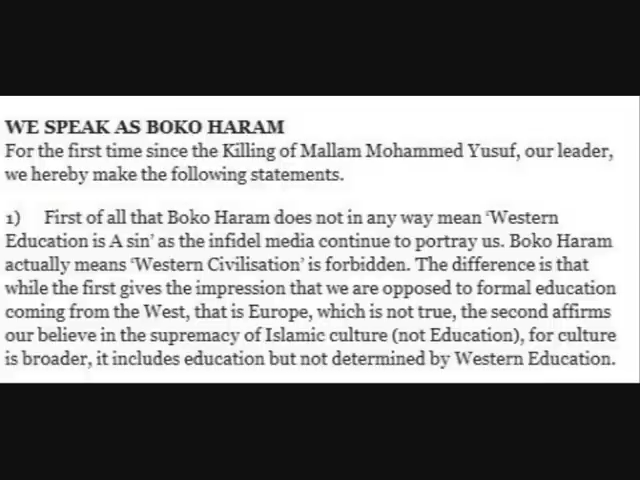 WE SPEAK AS BOKO HARAM
For the first time since the Killing of Mallam Mohammed Yusuf, our leader,
we hereby make the following statements.
1) First of all that Boko Haram does not in any way mean ‘Western
Education is A sin’ as the infidel media continue to portray us. Boko Haram
actually means ‘Western Civilisation’ is forbidden. The difference is that
while the first gives the impression that we are opposed to formal education
coming from the West, that is Europe, which is not true, the second affirms
our believe in the supremacy of Islamic culture (not Education), for culture
is broader, it includes education but not determined by Western Education.